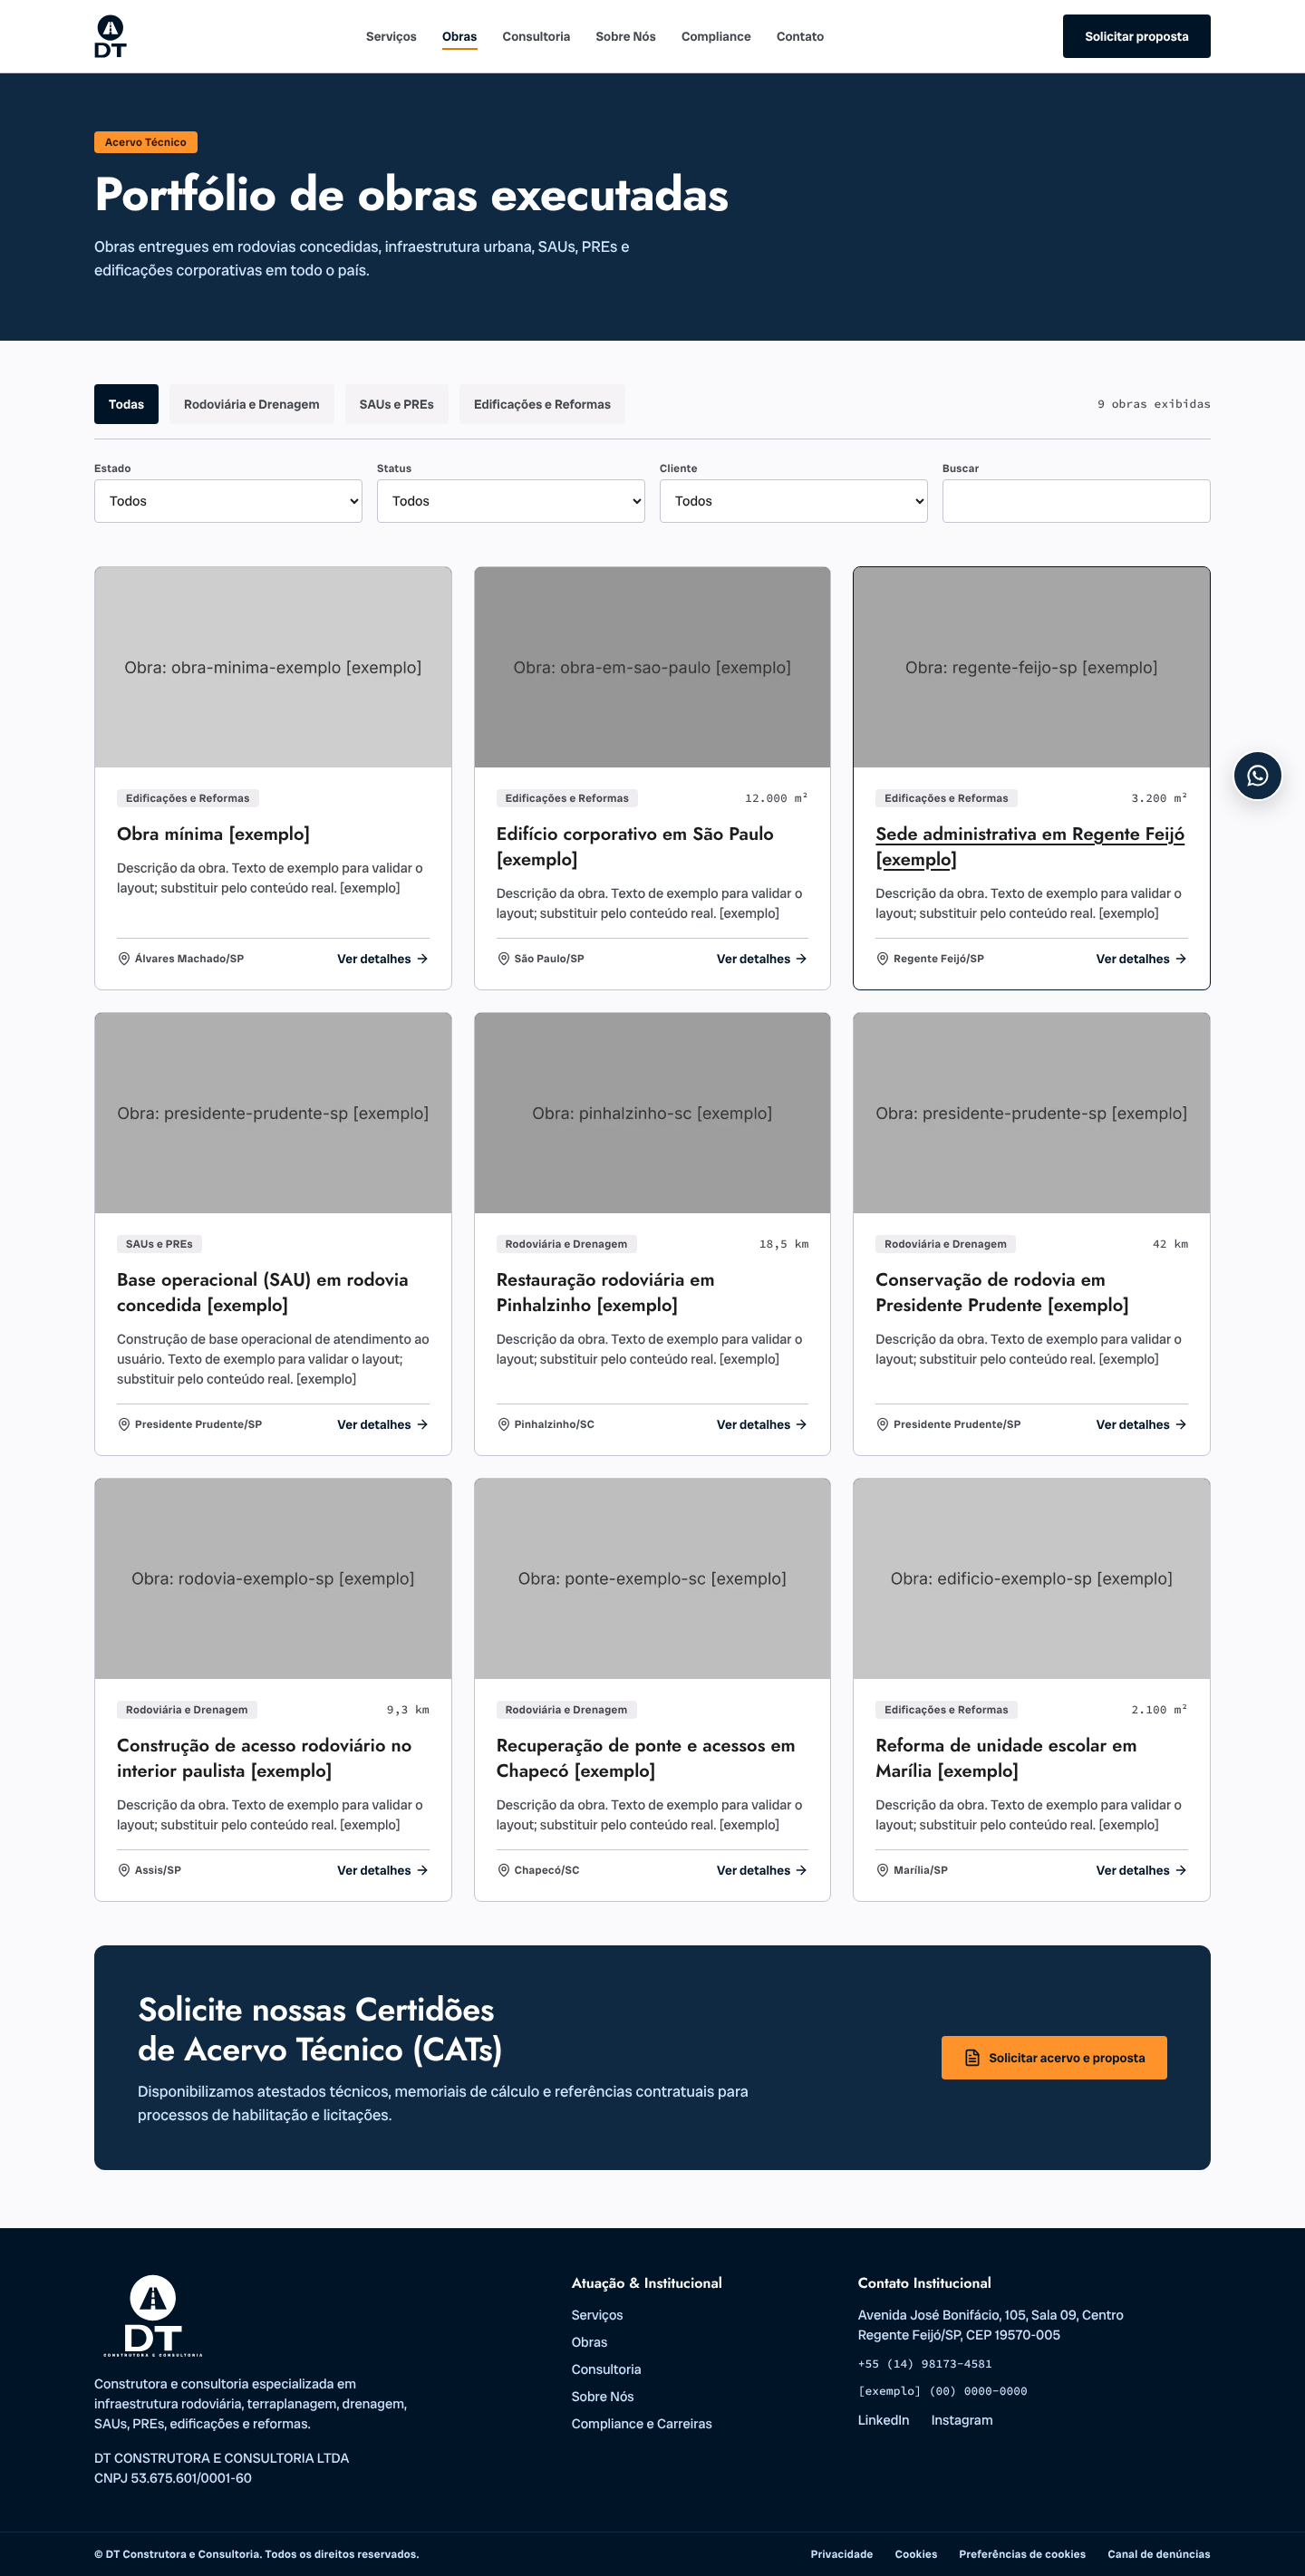 DT
Serviços
Obras
Consultoria
Sobre Nós
Compliance
Contato
Solicitar proposta
Acervo Técnico
Portfólio de obras executadas
Obras entregues em rodovias concedidas, infraestrutura urbana, SAUs, PREs e
edificações corporativas em todo o país.
Todas
Rodoviária e Drenagem
SAUs e PREs
Edificações e Reformas
9 obras exibidas
Estado
Status
Cliente
Buscar
Todos
Todos
Todos
Obra: obra-minima-exemplo [exemplo]
Edificações e Reformas
Obra mínima [exemplo]
Descrição da obra. Texto de exemplo para validar o
layout; substituir pelo conteúdo real. [exemplo]
Álvares Machado/SP
Ver detalhes
Obra: obra-em-sao-paulo [exemplo]
Edificações e Reformas
12.000 m²
Edifício corporativo em São Paulo
[exemplo]
Descrição da obra. Texto de exemplo para validar o
layout; substituir pelo conteúdo real. [exemplo]
São Paulo/SP
Ver detalhes
Obra: regente-feijo-sp [exemplo]
Edificações e Reformas
3.200 m²
Sede administrativa em Regente Feijó
[exemplo]
Descrição da obra. Texto de exemplo para validar o
layout; substituir pelo conteúdo real. [exemplo]
Regente Feijó/SP
Ver detalhes
Obra: presidente-prudente-sp [exemplo]
SAUs e PREs
Base operacional (SAU) em rodovia
concedida [exemplo]
Construção de base operacional de atendimento ao
usuário. Texto de exemplo para validar o layout;
substituir pelo conteúdo real. [exemplo]
Presidente Prudente/SP
Ver detalhes
Obra: pinhalzinho-sc [exemplo]
Rodoviária e Drenagem
18,5 km
Restauração rodoviária em
Pinhalzinho [exemplo]
Descrição da obra. Texto de exemplo para validar o
layout; substituir pelo conteúdo real. [exemplo]
Pinhalzinho/SC
Ver detalhes
Obra: presidente-prudente-sp [exemplo]
Rodoviária e Drenagem
42 km
Conservação de rodovia em
Presidente Prudente [exemplo]
Descrição da obra. Texto de exemplo para validar o
layout; substituir pelo conteúdo real. [exemplo]
Presidente Prudente/SP
Ver detalhes
Obra: rodovia-exemplo-sp [exemplo]
Rodoviária e Drenagem
9,3 km
Construção de acesso rodoviário no
interior paulista [exemplo]
Descrição da obra. Texto de exemplo para validar o
layout; substituir pelo conteúdo real. [exemplo]
Assis/SP
Ver detalhes
Obra: ponte-exemplo-sc [exemplo]
Rodoviária e Drenagem
Recuperação de ponte e acessos em
Chapecó [exemplo]
Descrição da obra. Texto de exemplo para validar o
layout; substituir pelo conteúdo real. [exemplo]
Chapecó/SC
Ver detalhes
Obra: edificio-exemplo-sp [exemplo]
Edificações e Reformas
2.100 m²
Reforma de unidade escolar em
Marília [exemplo]
Descrição da obra. Texto de exemplo para validar o
layout; substituir pelo conteúdo real. [exemplo]
Marília/SP
Ver detalhes
Solicite nossas Certidões
de Acervo Técnico (CATs)
Disponibilizamos atestados técnicos, memoriais de cálculo e referências contratuais para
processos de habilitação e licitações.
Solicitar acervo e proposta
DT
CONSTRUTORA E CONSULTORIA
Construtora e consultoria especializada em
infraestrutura rodoviária, terraplanagem, drenagem,
SAUs, PREs, edificações e reformas.
DT CONSTRUTORA E CONSULTORIA LTDA
CNPJ 53.675.601/0001-60
Atuação & Institucional
Serviços
Obras
Consultoria
Sobre Nós
Compliance e Carreiras
Contato Institucional
Avenida José Bonifácio, 105, Sala 09, Centro
Regente Feijó/SP, CEP 19570-005
+55 (14) 98173-4581
[exemplo] (00) 0000-0000
LinkedIn
Instagram
© DT Construtora e Consultoria. Todos os direitos reservados.
Privacidade
Cookies
Preferências de cookies
Canal de denúncias